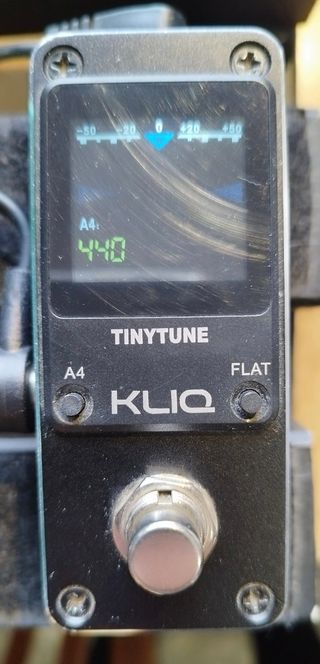 -50 -20 0 +20 +50
A4:
440
TINYTUNE
A4 FLAT
KLIQ